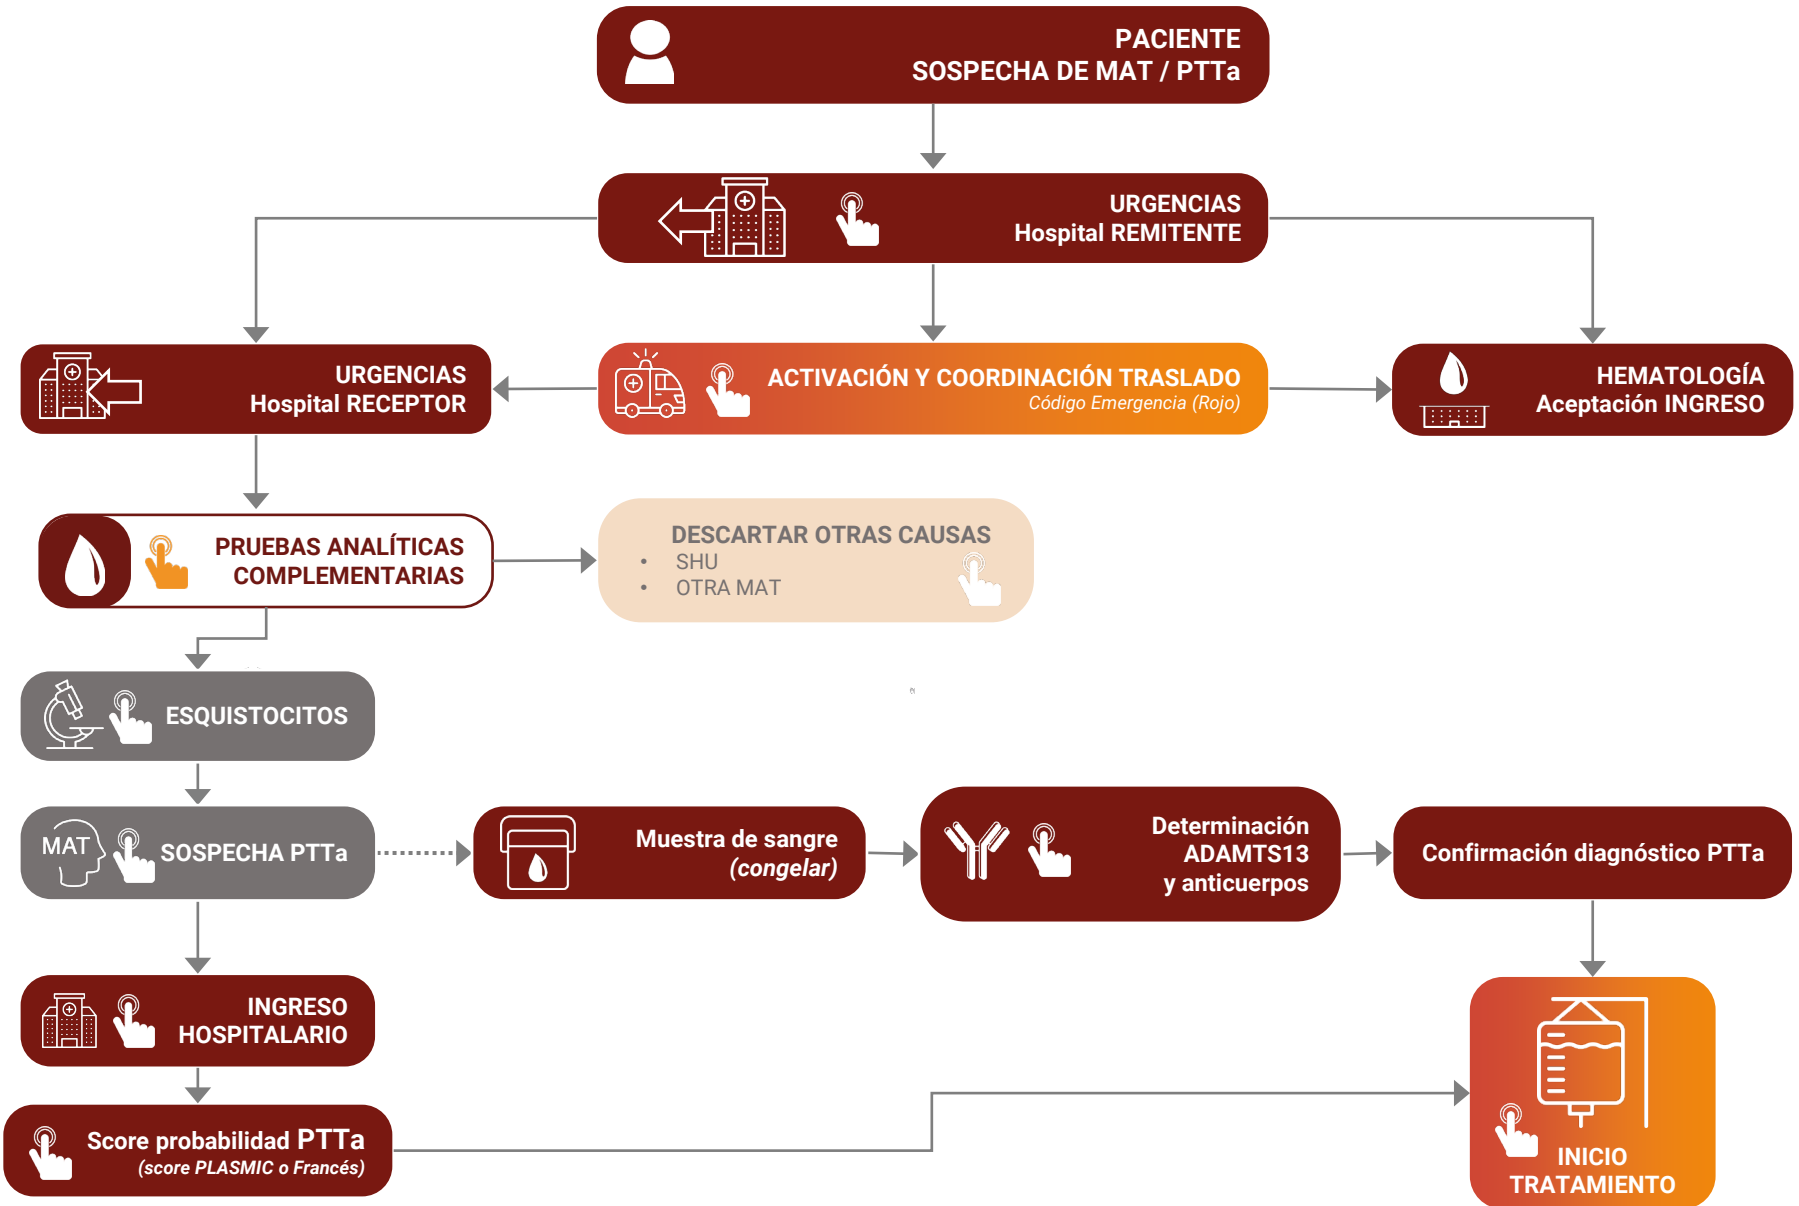 PACIENTE
SOSPECHA DE MAT / PTTa
URGENCIAS
Hospital REMITENTE
URGENCIAS
Hospital RECEPTOR
ACTIVACIÓN Y COORDINACIÓN TRASLADO
Código Emergencia (Rojo)
HEMATOLOGÍA
Aceptación INGRESO
PRUEBAS ANALÍTICAS
COMPLEMENTARIAS
DESCARTAR OTRAS CAUSAS
• SHU
• OTRA MAT
ESQUISTOCITOS
MAT
SOSPECHA PTTa
Muestra de sangre
(congelar)
Determinación
ADAMTS13
y anticuerpos
Confirmación diagnóstico PTTa
INGRESO
HOSPITALARIO
Score probabilidad PTTa
(score PLASMIC o Francés)
INICIO
TRATAMIENTO